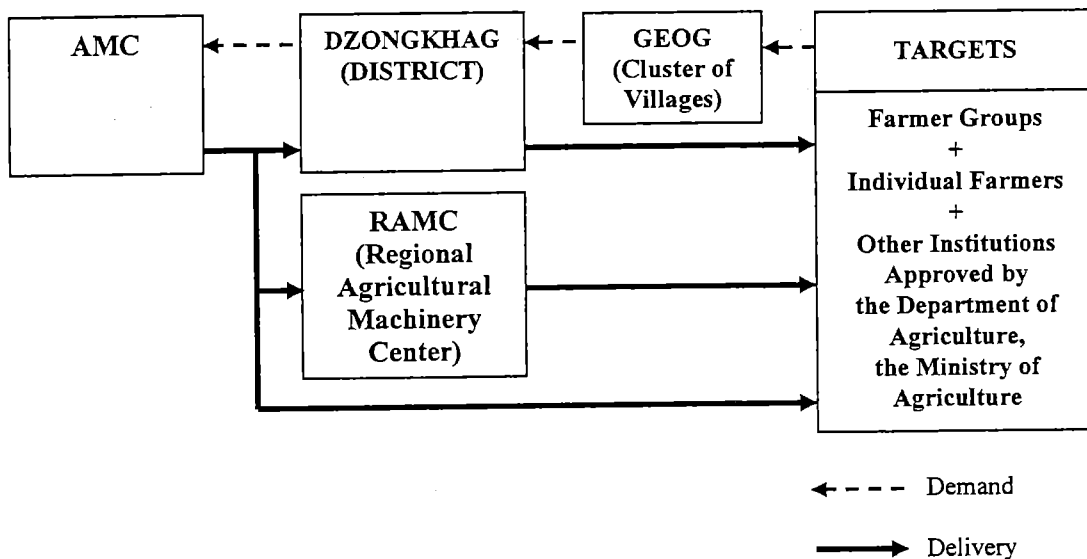 AMC
DZONGKHAG
(DISTRICT)
GEOG
(Cluster of
Villages)
TARGETS
Farmer Groups
+
Individual Farmers
+
Other Institutions
Approved by
the Department of
Agriculture,
the Ministry of
Agriculture
RAMC
(Regional
Agricultural
Machinery
Center)
Demand
Delivery